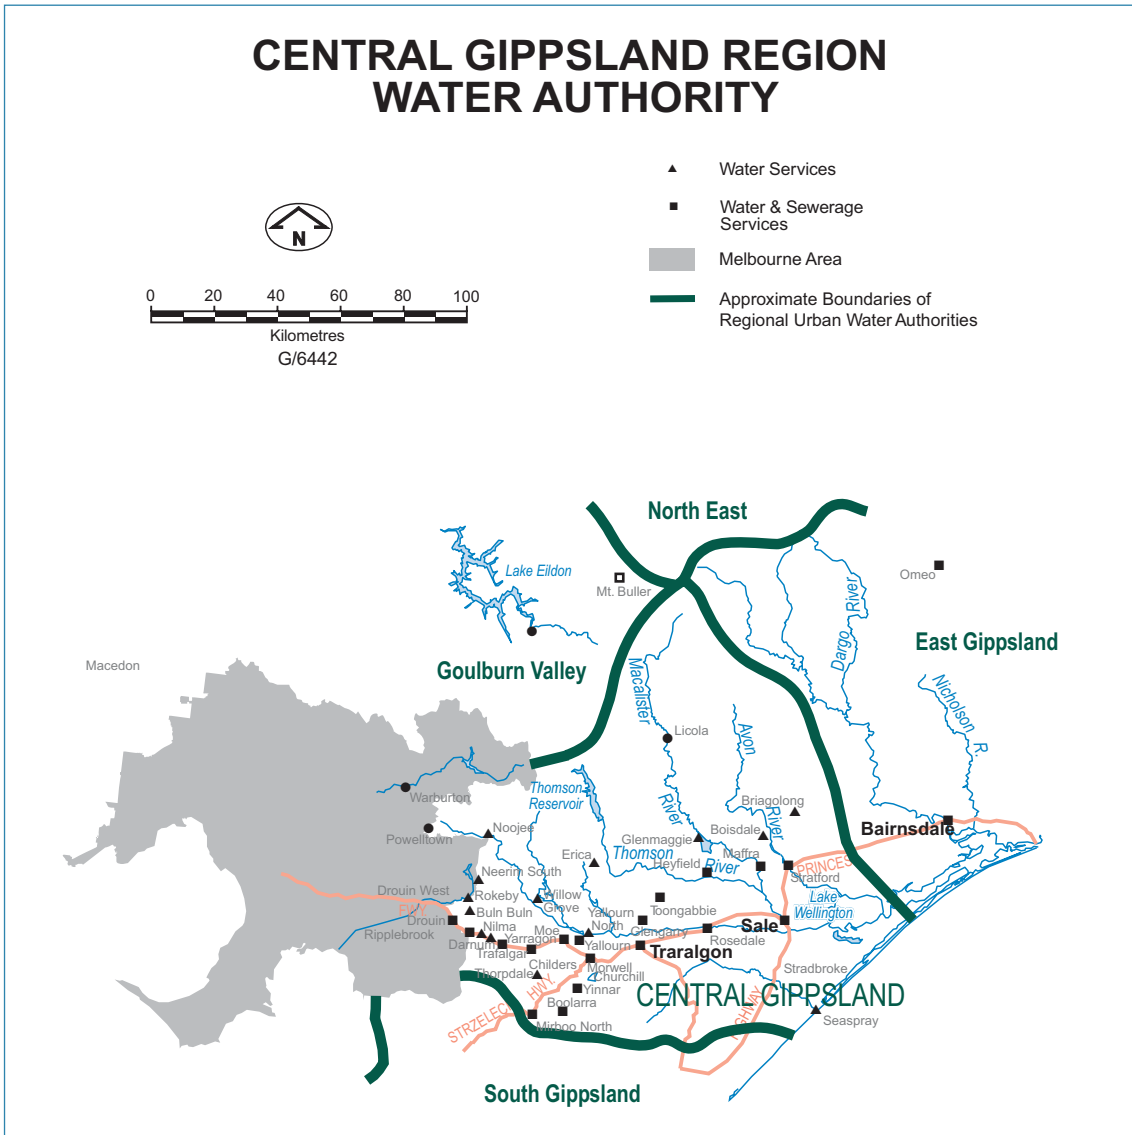 CENTRAL GIPPSLAND REGION
WATER AUTHORITY
Water Services
Water & Sewerage
Services
Melbourne Area
Approximate Boundaries of
Regional Urban Water Authorities
N
0 20 40 60 80 100
Kilometres
G/6442
North East
Lake Eildon
Mt. Buller
Omeo
Dargo River
East Gippsland
Macedon
Goulburn Valley
Macalister
River
Nicholson R.
Licola
Avon
River
Thomson
Reservoir
Warburton
Briagolong
Powelltown
Noojee
Glenmaggie
Boisdale
Bairnsdale
Erica
Thomson
River
Maffra
Heyfield
PRINCES
Stratford
Neerim South
Drouin West
Rokeby
Willow
Grove
Lake
Wellington
FWY.
Buln Buln
Yallourn
North
Toongabbie
Drouin
Nilma
Moe
Glengarry
Sale
Ripplebrook
Darnum
Yarragon
Yallourn
Rosedale
Trafalgar
Traralgon
Thorpdale
Childers
Morwell
Churchill
Stradbroke
HWY.
Yinnar
CENTRAL GIPPSLAND
Boolarra
HIGHWAY
Seaspray
STRZELECKI
Mirboo North
South Gippsland